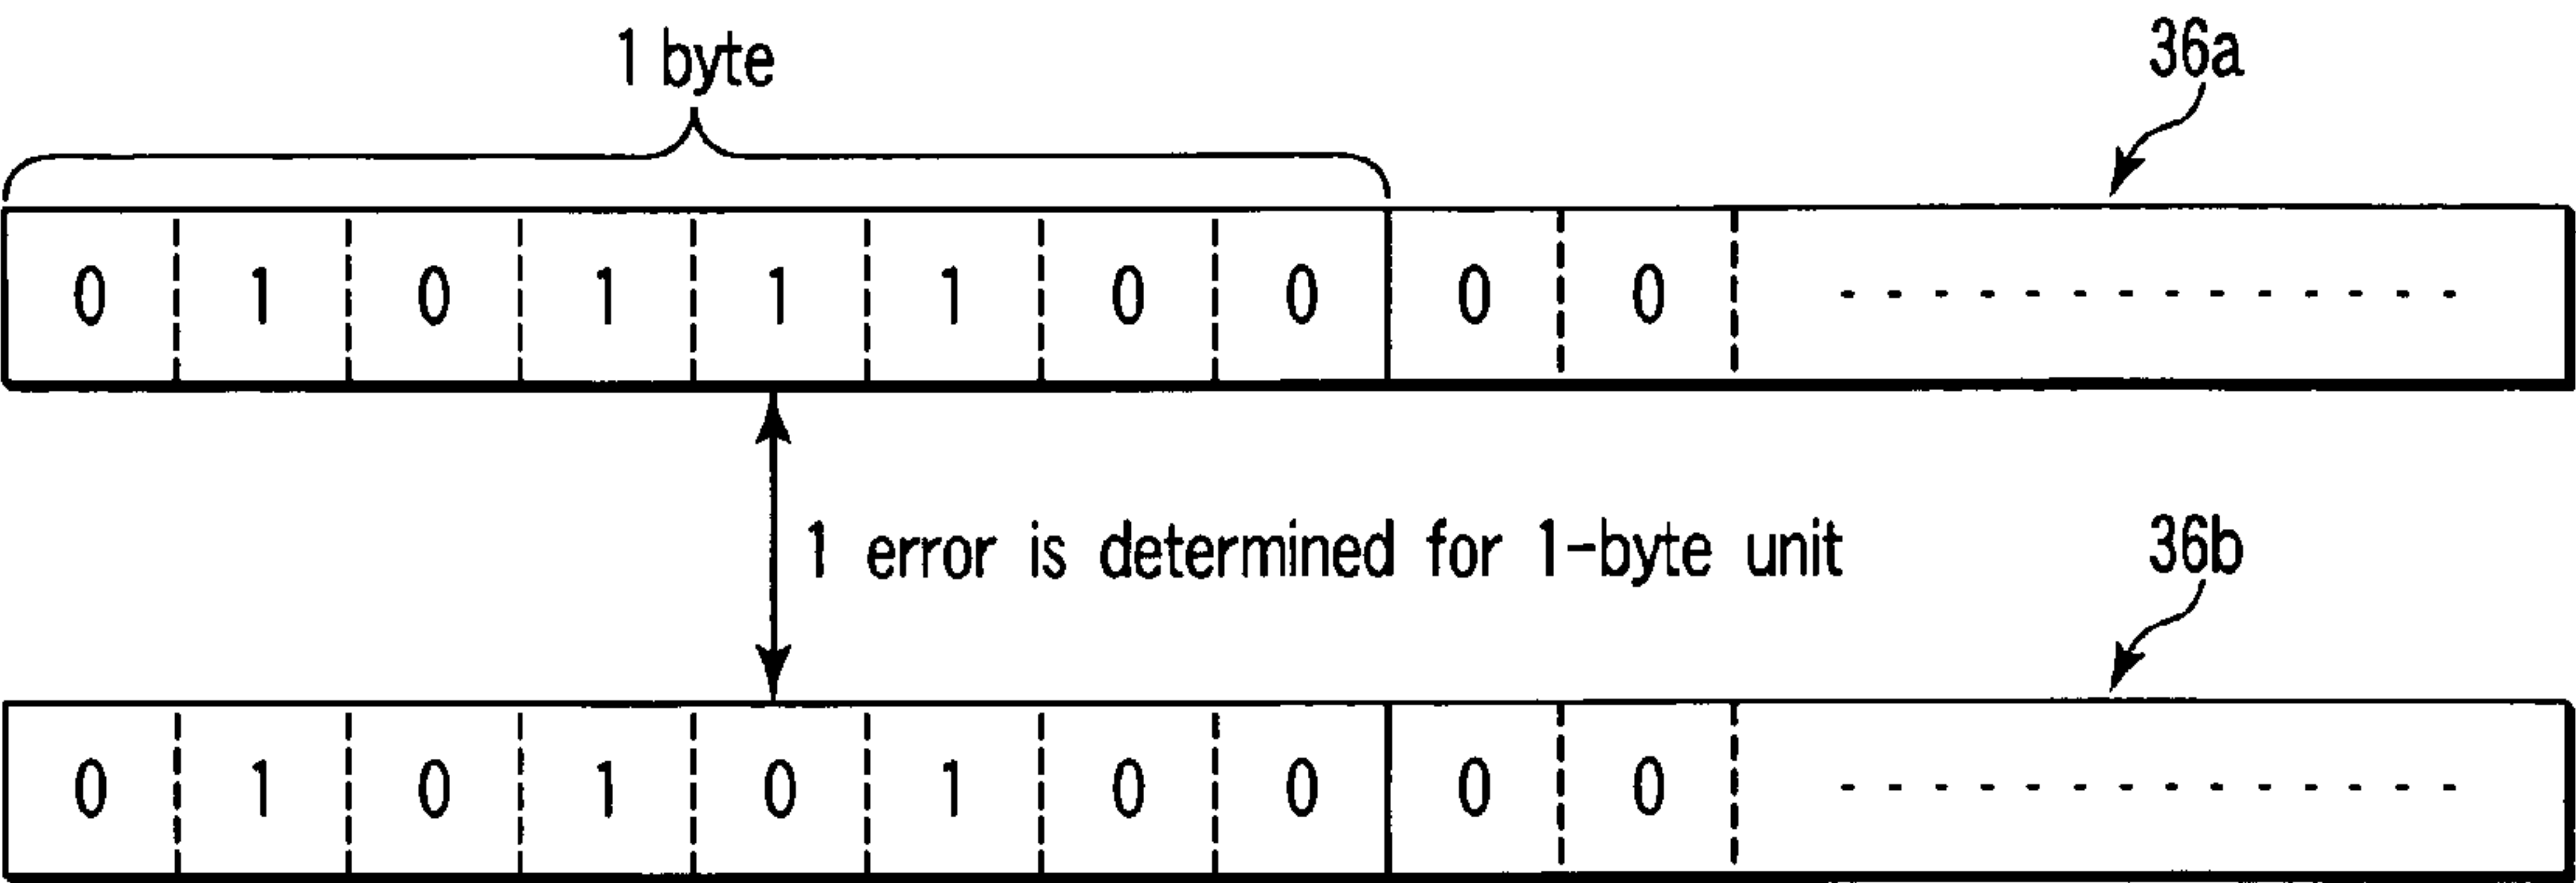 1 byte
36a
0 1 0 1 1 1 0 0 0 0
1 error is determined for 1-byte unit
36b
0 1 0 1 0 1 0 0 0 0